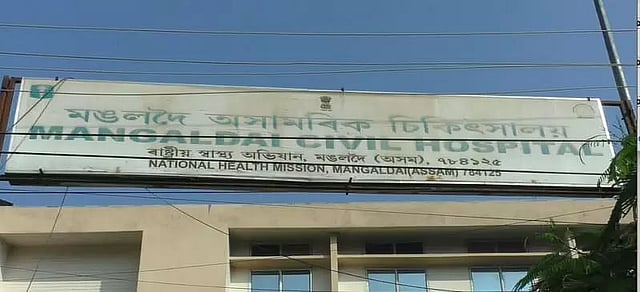 মঙলদৈ অসামৰিক চিকিৎসালয়
MANGALDAI CIVIL HOSPITAL
ৰাষ্ট্ৰীয় স্বাস্থ্য অভিযান, মঙলদৈ (অসম), ৭৮৪১২৫
NATIONAL HEALTH MISSION, MANGALDAI(ASSAM) 784125